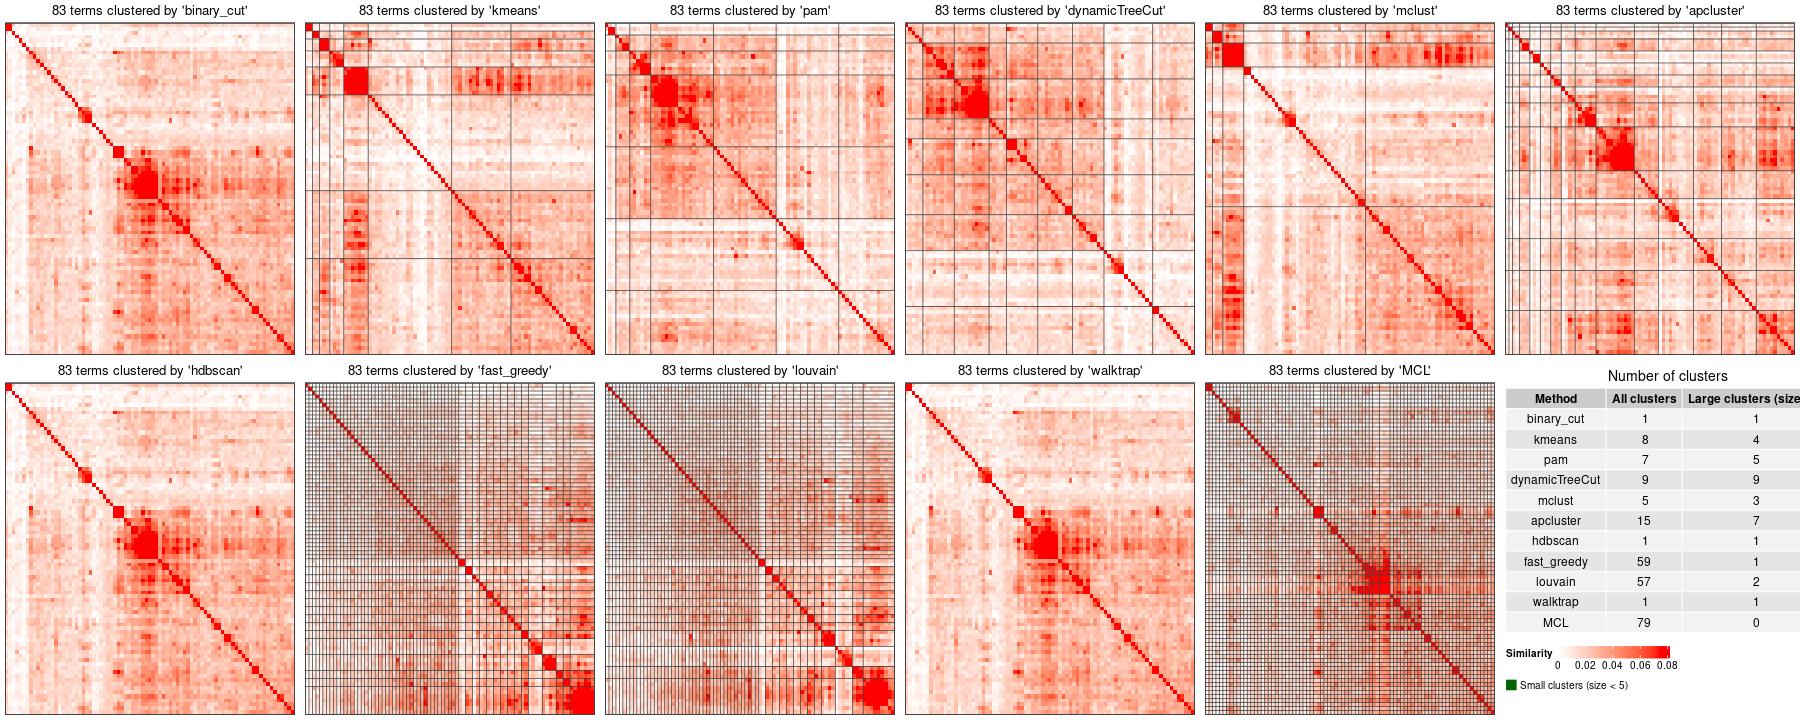 83 terms clustered by 'binary_cut'
83 terms clustered by 'kmeans'
83 terms clustered by 'pam'
83 terms clustered by 'dynamicTreeCut'
83 terms clustered by 'mclust'
83 terms clustered by 'apcluster'
83 terms clustered by 'hdbscan'
83 terms clustered by 'fast_greedy'
83 terms clustered by 'louvain'
83 terms clustered by 'walktrap'
83 terms clustered by 'MCL'
Number of clusters
Method All clusters Large clusters (size
binary_cut 1 1
kmeans 8 4
pam 7 5
dynamicTreeCut 9 9
mclust 5 3
apcluster 15 7
hdbscan 1 1
fast_greedy 59 1
louvain 57 2
walktrap 1 1
MCL 79 0
Similarity
0 0.02 0.04 0.06 0.08
Small clusters (size < 5)